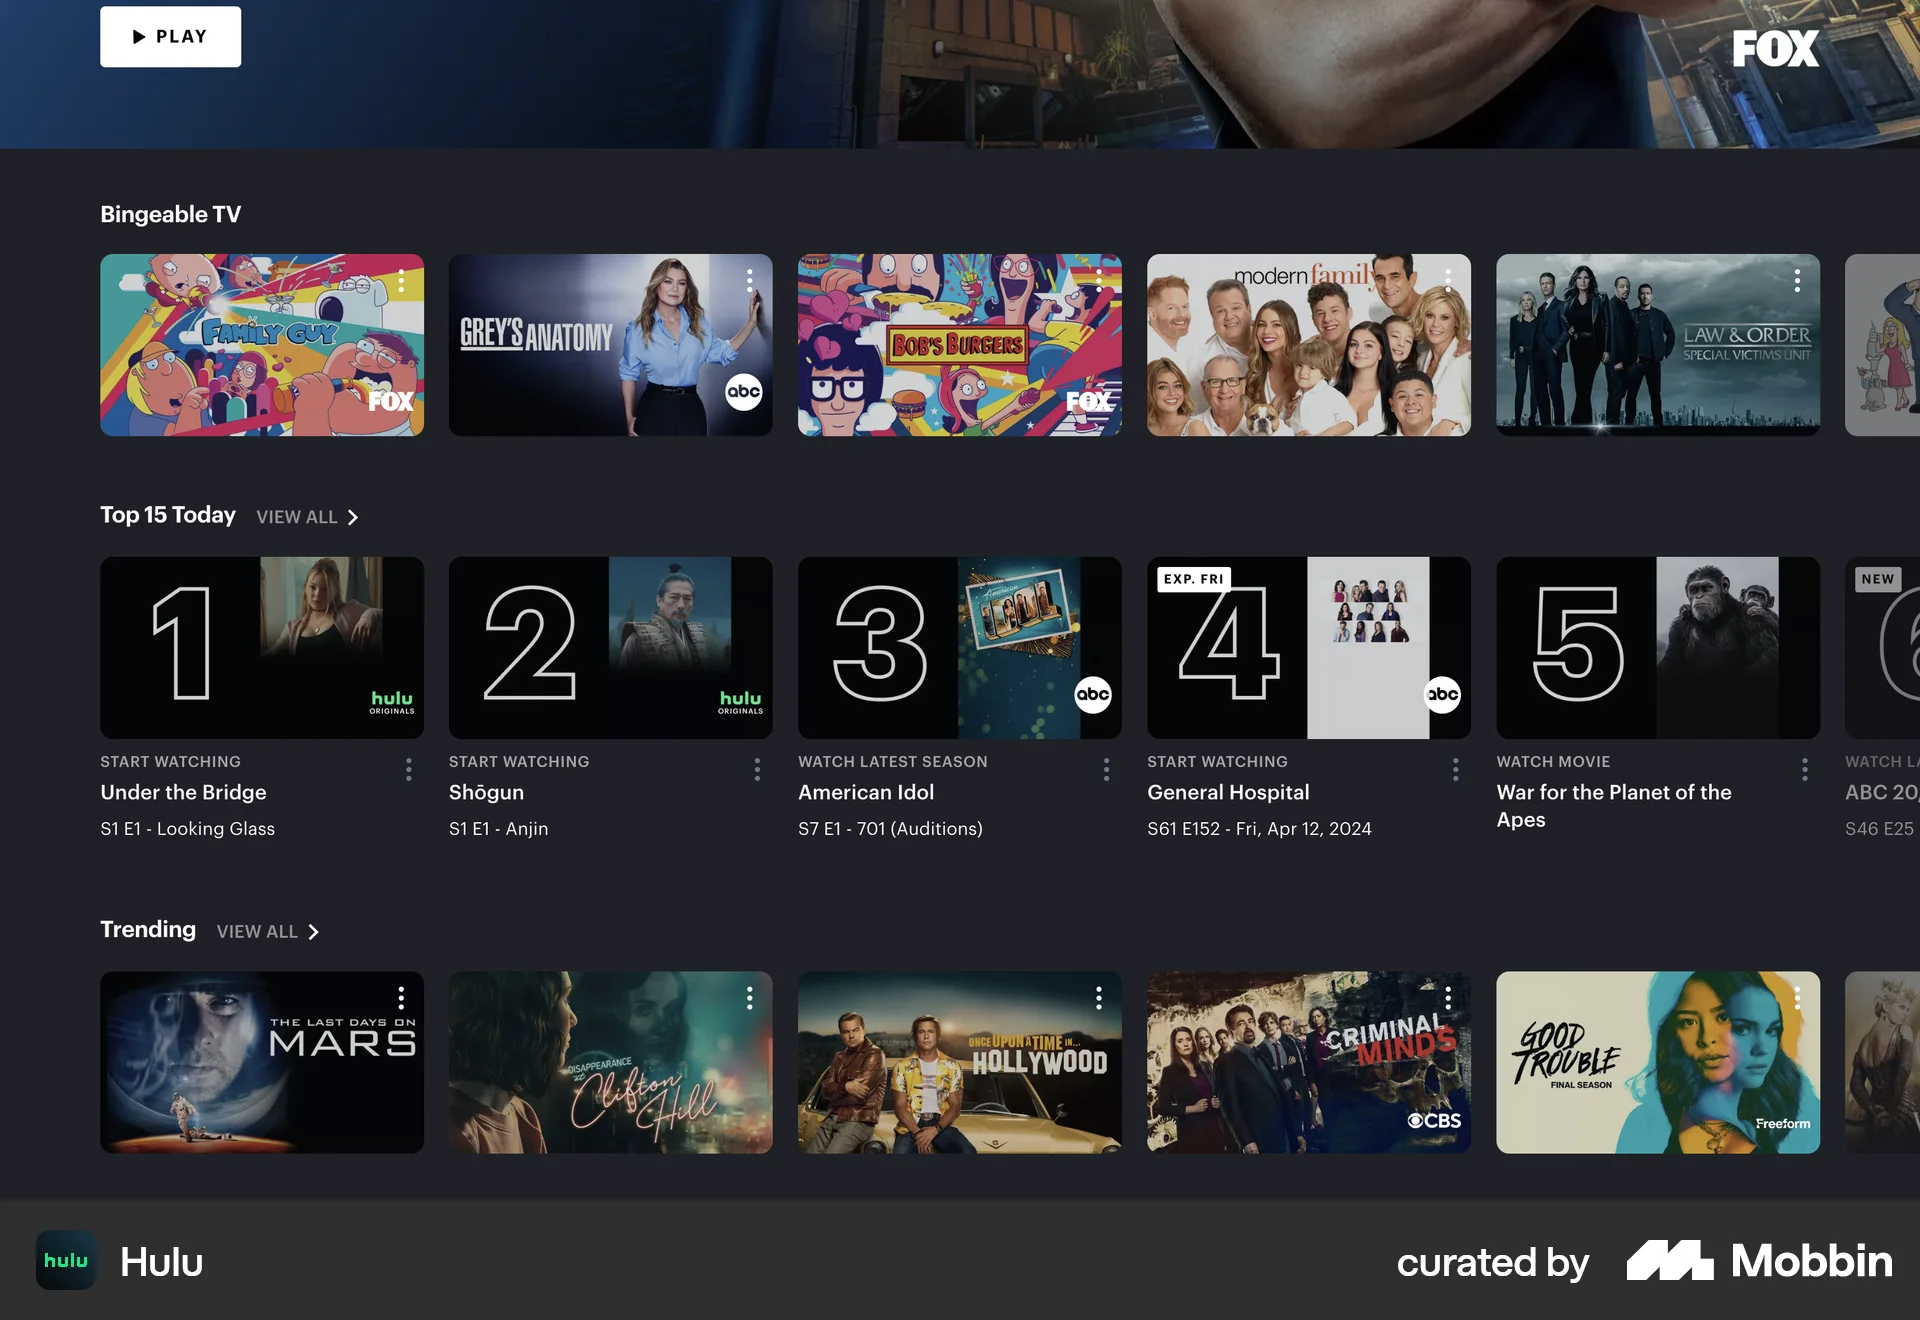 PLAY
FOX
Bingeable TV
FAMILY GUY
FOX
GREY'S ANATOMY
abc
BOB'S BURGERS
FOX
modern family
LAW & ORDER
SPECIAL VICTIMS UNIT
Top 15 Today VIEW ALL
1
hulu
ORIGINALS
2
hulu
ORIGINALS
3
American
IDOL
abc
EXP. FRI
4
abc
5
NEW
START WATCHING
Under the Bridge
S1 E1 - Looking Glass
START WATCHING
Shōgun
S1 E1 - Anjin
WATCH LATEST SEASON
American Idol
S7 E1 - 701 (Auditions)
START WATCHING
General Hospital
S61 E152 - Fri, Apr 12, 2024
WATCH MOVIE
War for the Planet of the
Apes
WATCH
ABC 20
S46 E25
Trending VIEW ALL
THE LAST DAYS ON
MARS
DISAPPEARANCE
at
Clifton
Hill
ONCE UPON A TIME IN...
HOLLYWOOD
CRIMINAL
MINDS
CBS
GOOD
TROUBLE
FINAL SEASON
Freeform
hulu
Hulu
curated by
Mobbin